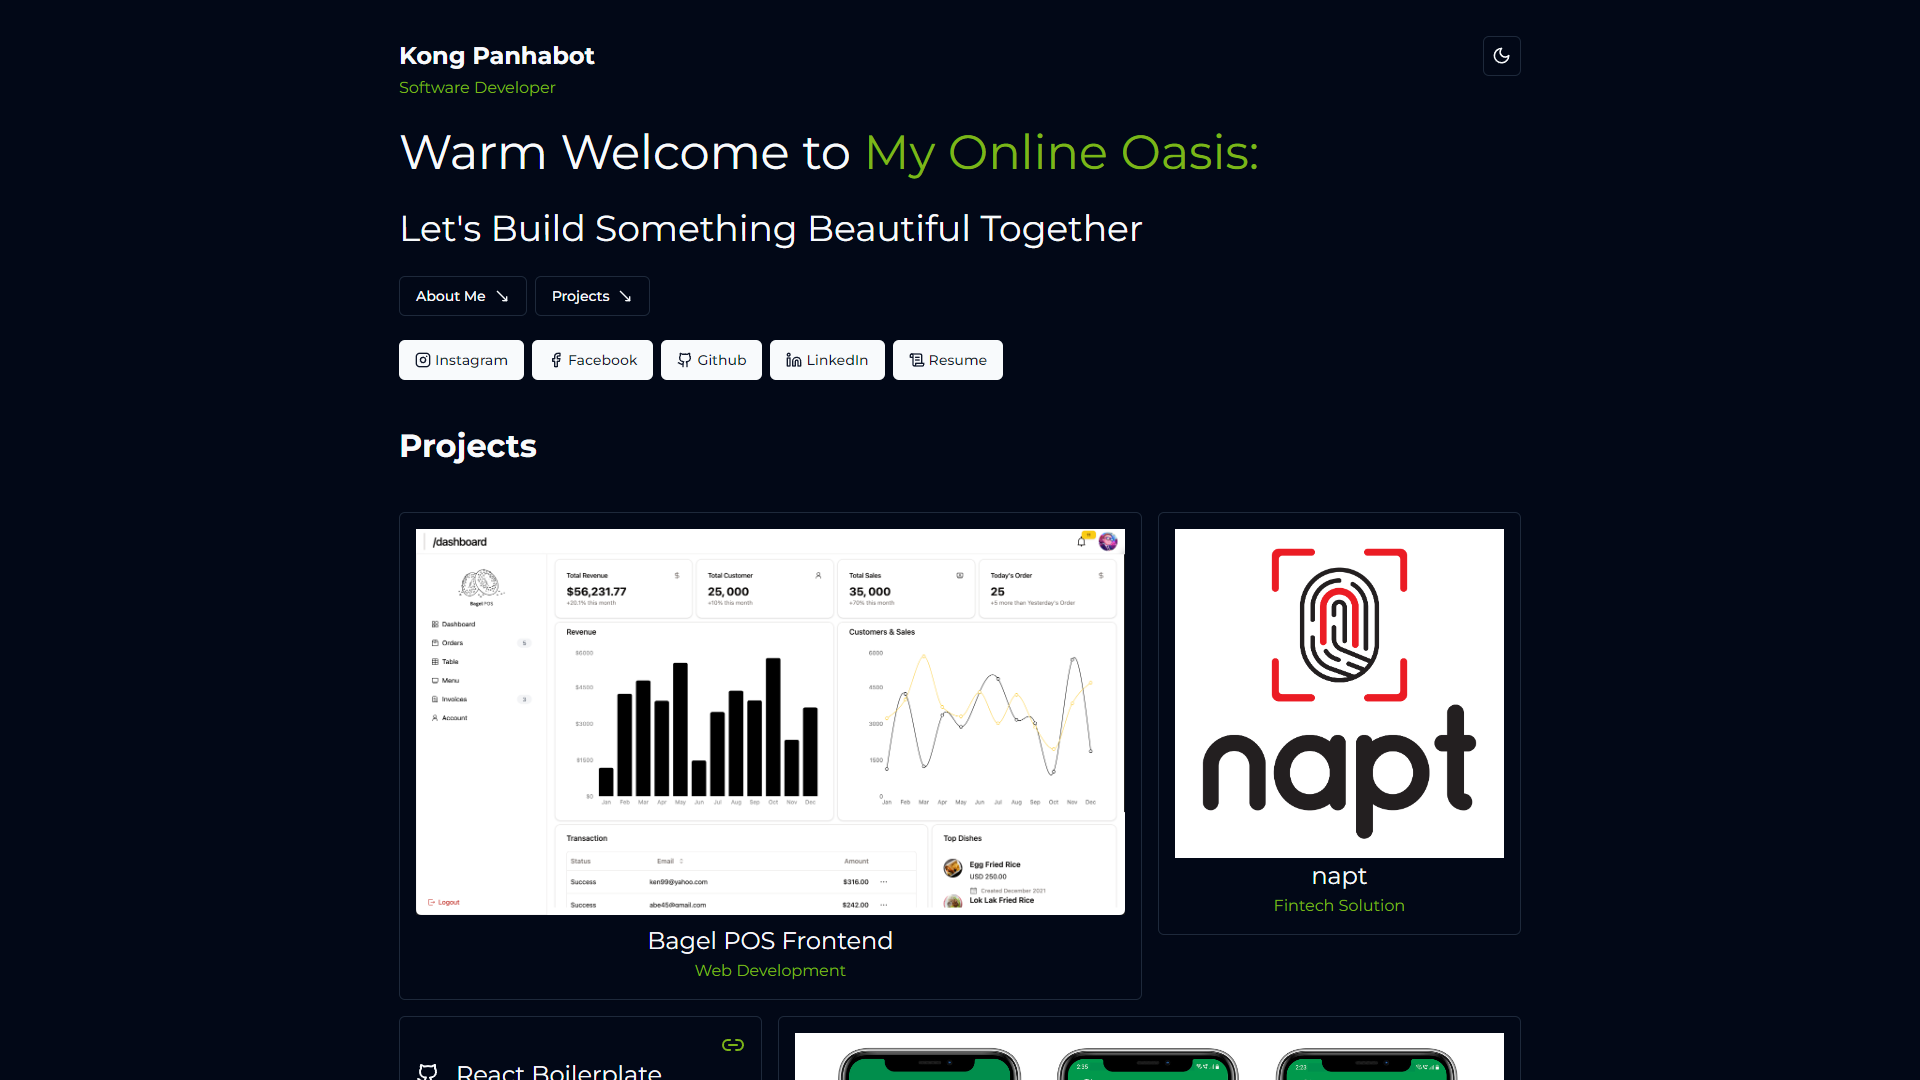 Kong Panhabot
Software Developer
Warm Welcome to My Online Oasis:
Let's Build Something Beautiful Together
About Me
Projects
Instagram
Facebook
Github
LinkedIn
Resume
Projects
/dashboard
Bagel POS
Dashboard
Orders 5
Table
Menu
Invoices 3
Account
Logout
Total Revenue $
$56,231.77
+20.1% this month
Total Customer
25,000
+10% this month
Total Sales
35,000
+70% this month
Today's Order $
25
+5 more than Yesterday's Order
Revenue
$6000
$4500
$3000
$1500
$0
Jan Feb Mar Apr May Jun Jul Aug Sep Oct Nov Dec
Customers & Sales
6000
4500
3000
1500
0
Jan Feb Mar Apr May Jun Jul Aug Sep Oct Nov Dec
Transaction
Status Email Amount
Success ken99@yahoo.com $316.00 ...
Success abe45@gmail.com $242.00 ...
Top Dishes
Egg Fried Rice
USD 250.00
Created December 2021
Lok Lak Fried Rice
Bagel POS Frontend
Web Development
napt
napt
Fintech Solution
React Boilerplate
2:35
2:23